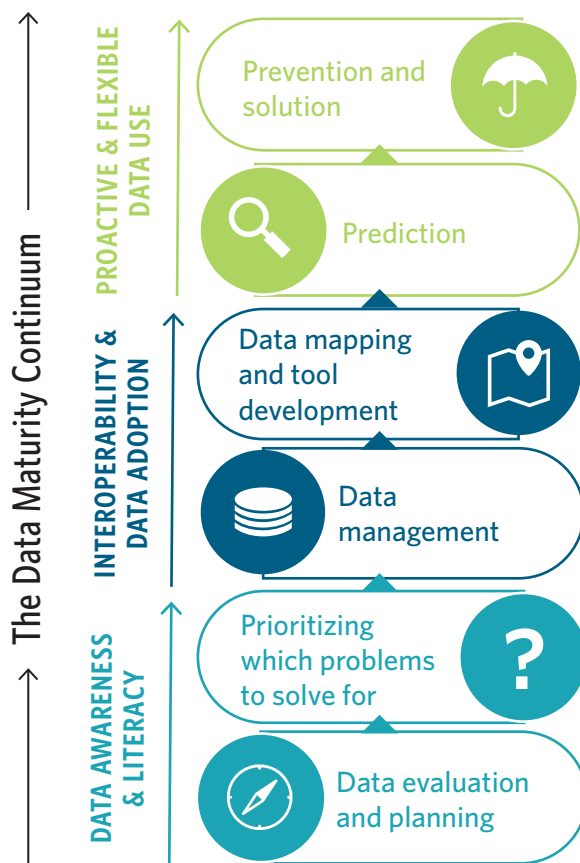 The Data Maturity Continuum
PROACTIVE & FLEXIBLE
DATA USE
Prevention and
solution
Prediction
INTEROPERABILITY &
DATA ADOPTION
Data mapping
and tool
development
Data
management
DATA AWARENESS
& LITERACY
Prioritizing
which problems
to solve for
?
Data evaluation
and planning